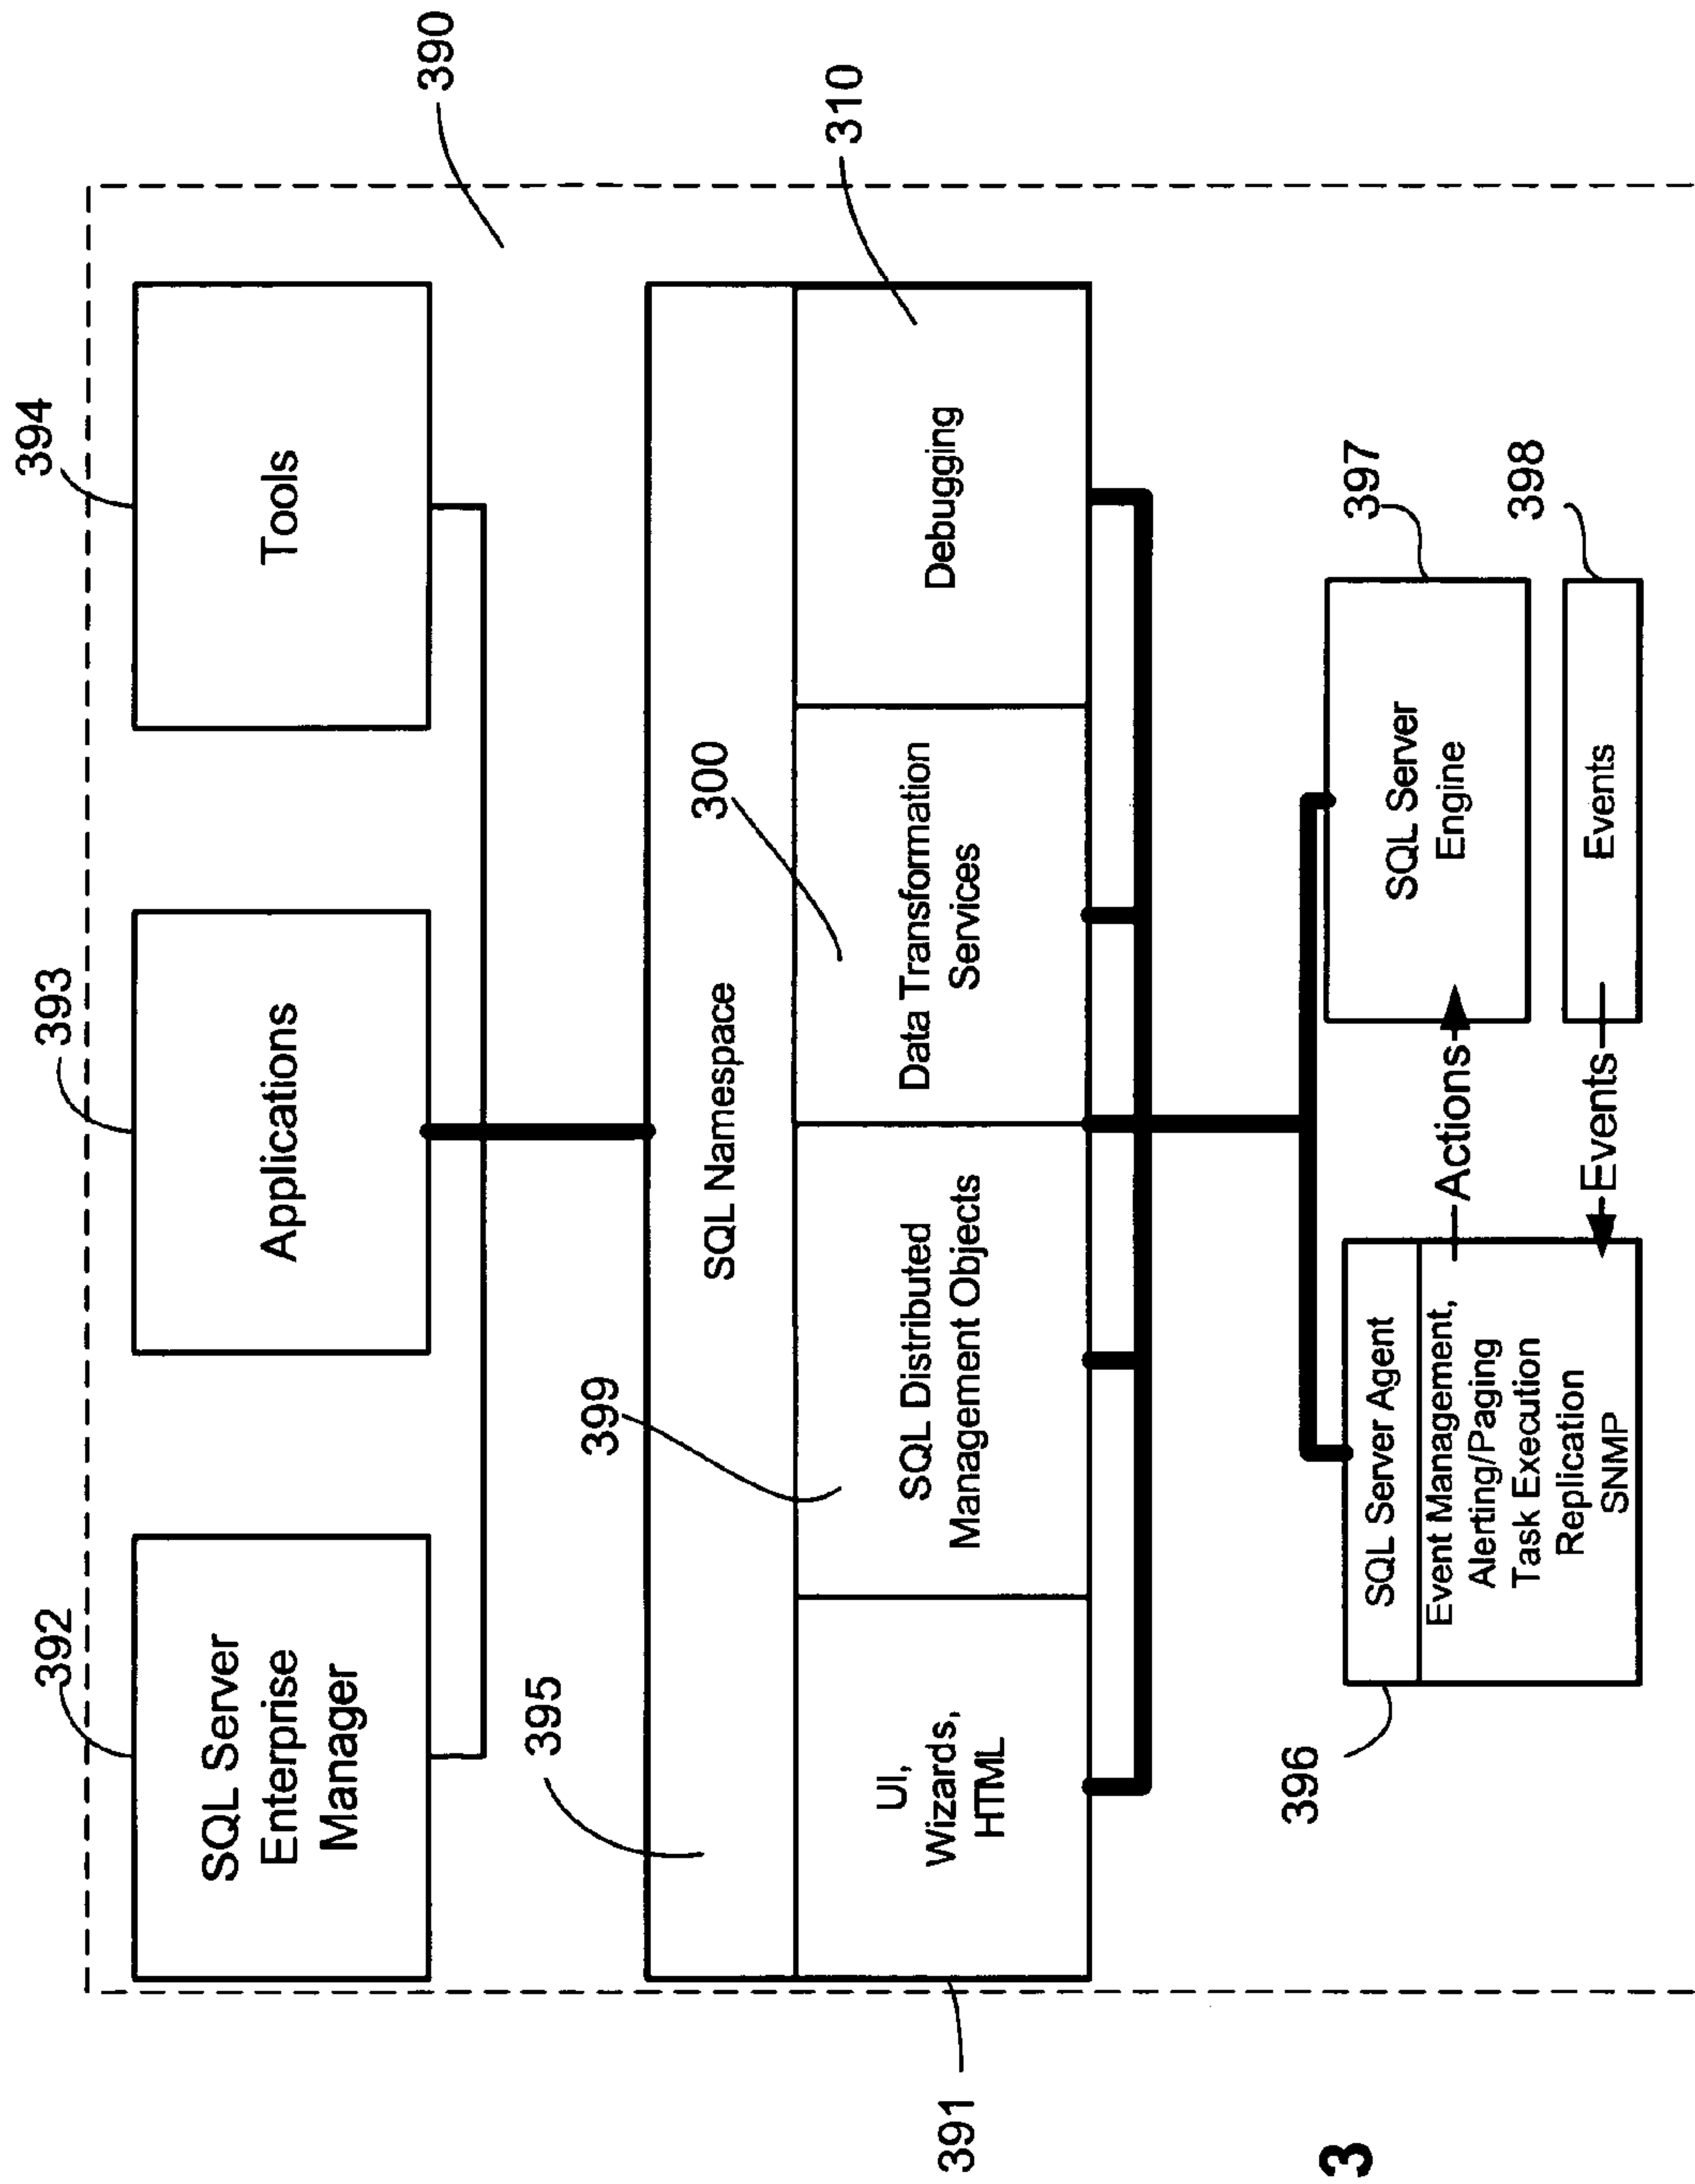 390
392
393
394
SQL Server
Enterprise
Manager
Applications
Tools
395
SQL Namespace
399
300
310
391
UI,
Wizards,
HTML
SQL Distributed
Management Objects
Data Transformation
Services
Debugging
396
SQL Server Agent
Event Management,
Alerting/Paging
Task Execution
Replication
SNMP
Actions
Events
397
SQL Server
Engine
398
Events
3